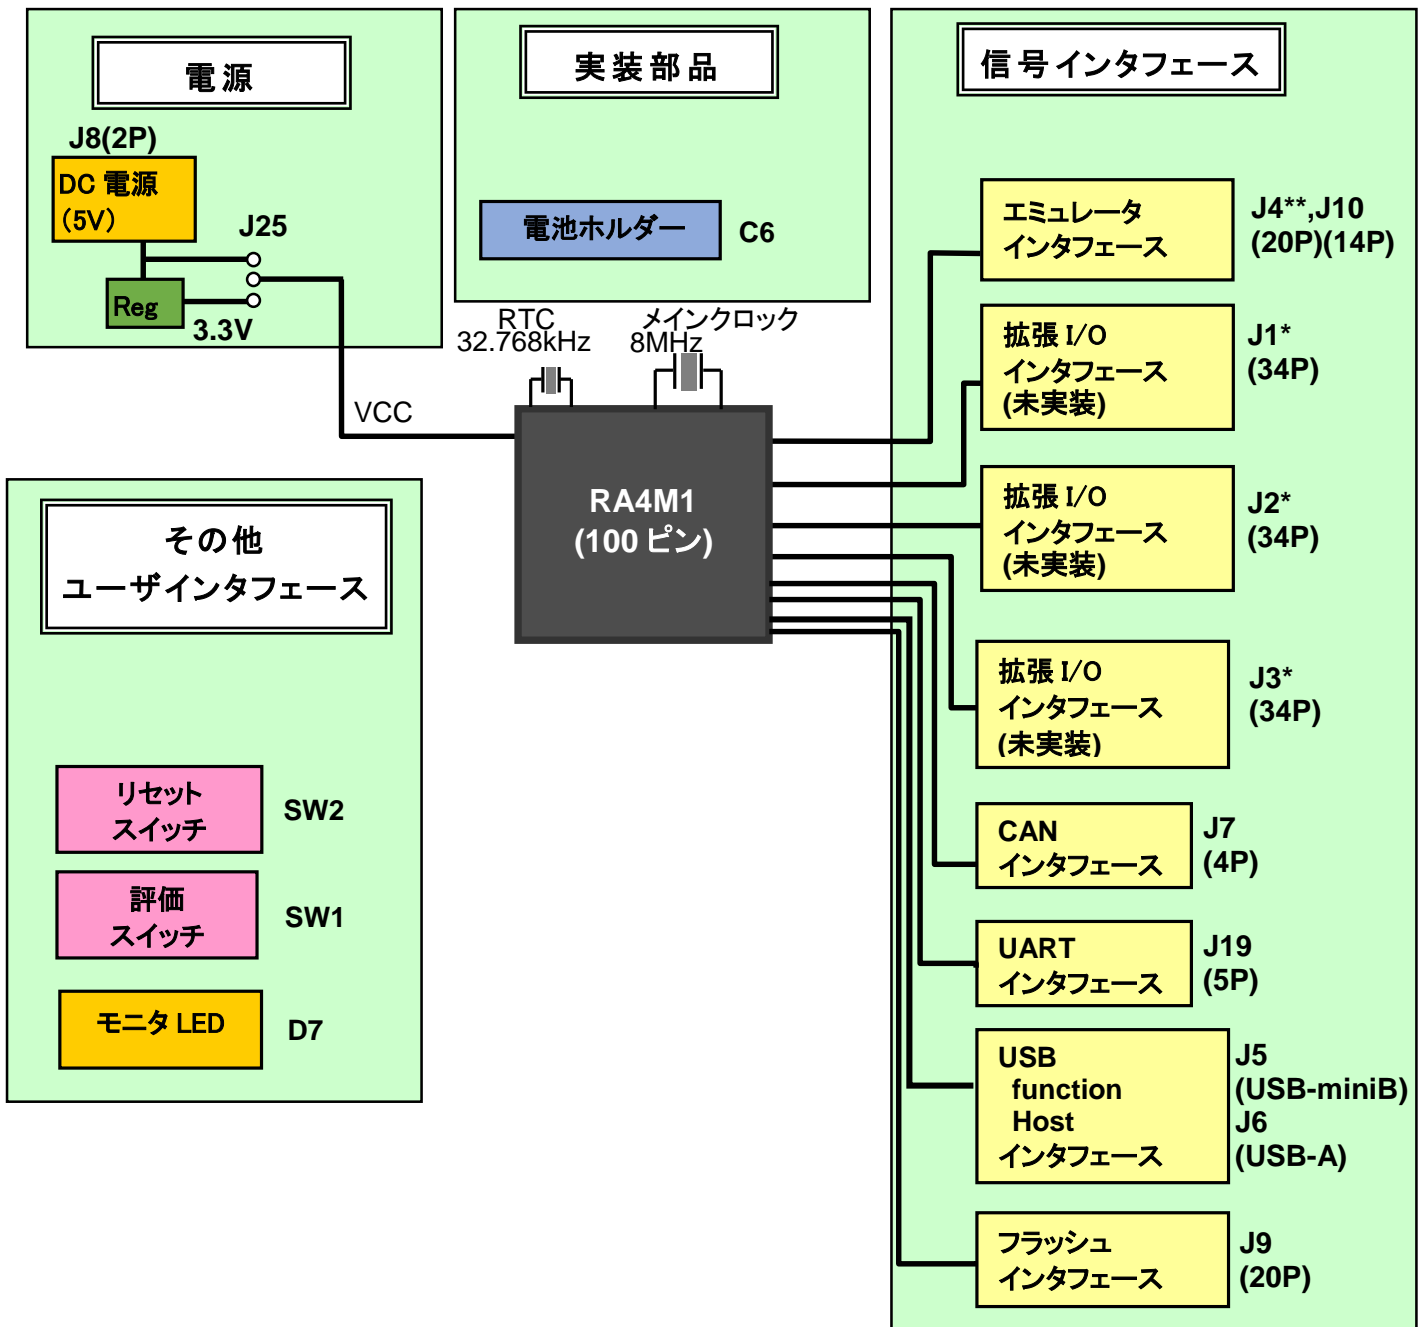 電源
J8(2P)
DC 電源
(5V)
J25
Reg
3.3V
VCC
実装部品
電池ホルダー
C6
RTC
32.768kHz
メインクロック
8MHz
RA4M1
(100 ピン)
その他
ユーザインタフェース
リセット
スイッチ
SW2
評価
スイッチ
SW1
モニタ LED
D7
信号インタフェース
エミュレータ
インタフェース
J4**,J10
(20P)(14P)
拡張 I/O
インタフェース
(未実装)
J1*
(34P)
拡張 I/O
インタフェース
(未実装)
J2*
(34P)
拡張 I/O
インタフェース
(未実装)
J3*
(34P)
CAN
インタフェース
J7
(4P)
UART
インタフェース
J19
(5P)
USB
function
Host
インタフェース
J5
(USB-miniB)
J6
(USB-A)
フラッシュ
インタフェース
J9
(20P)